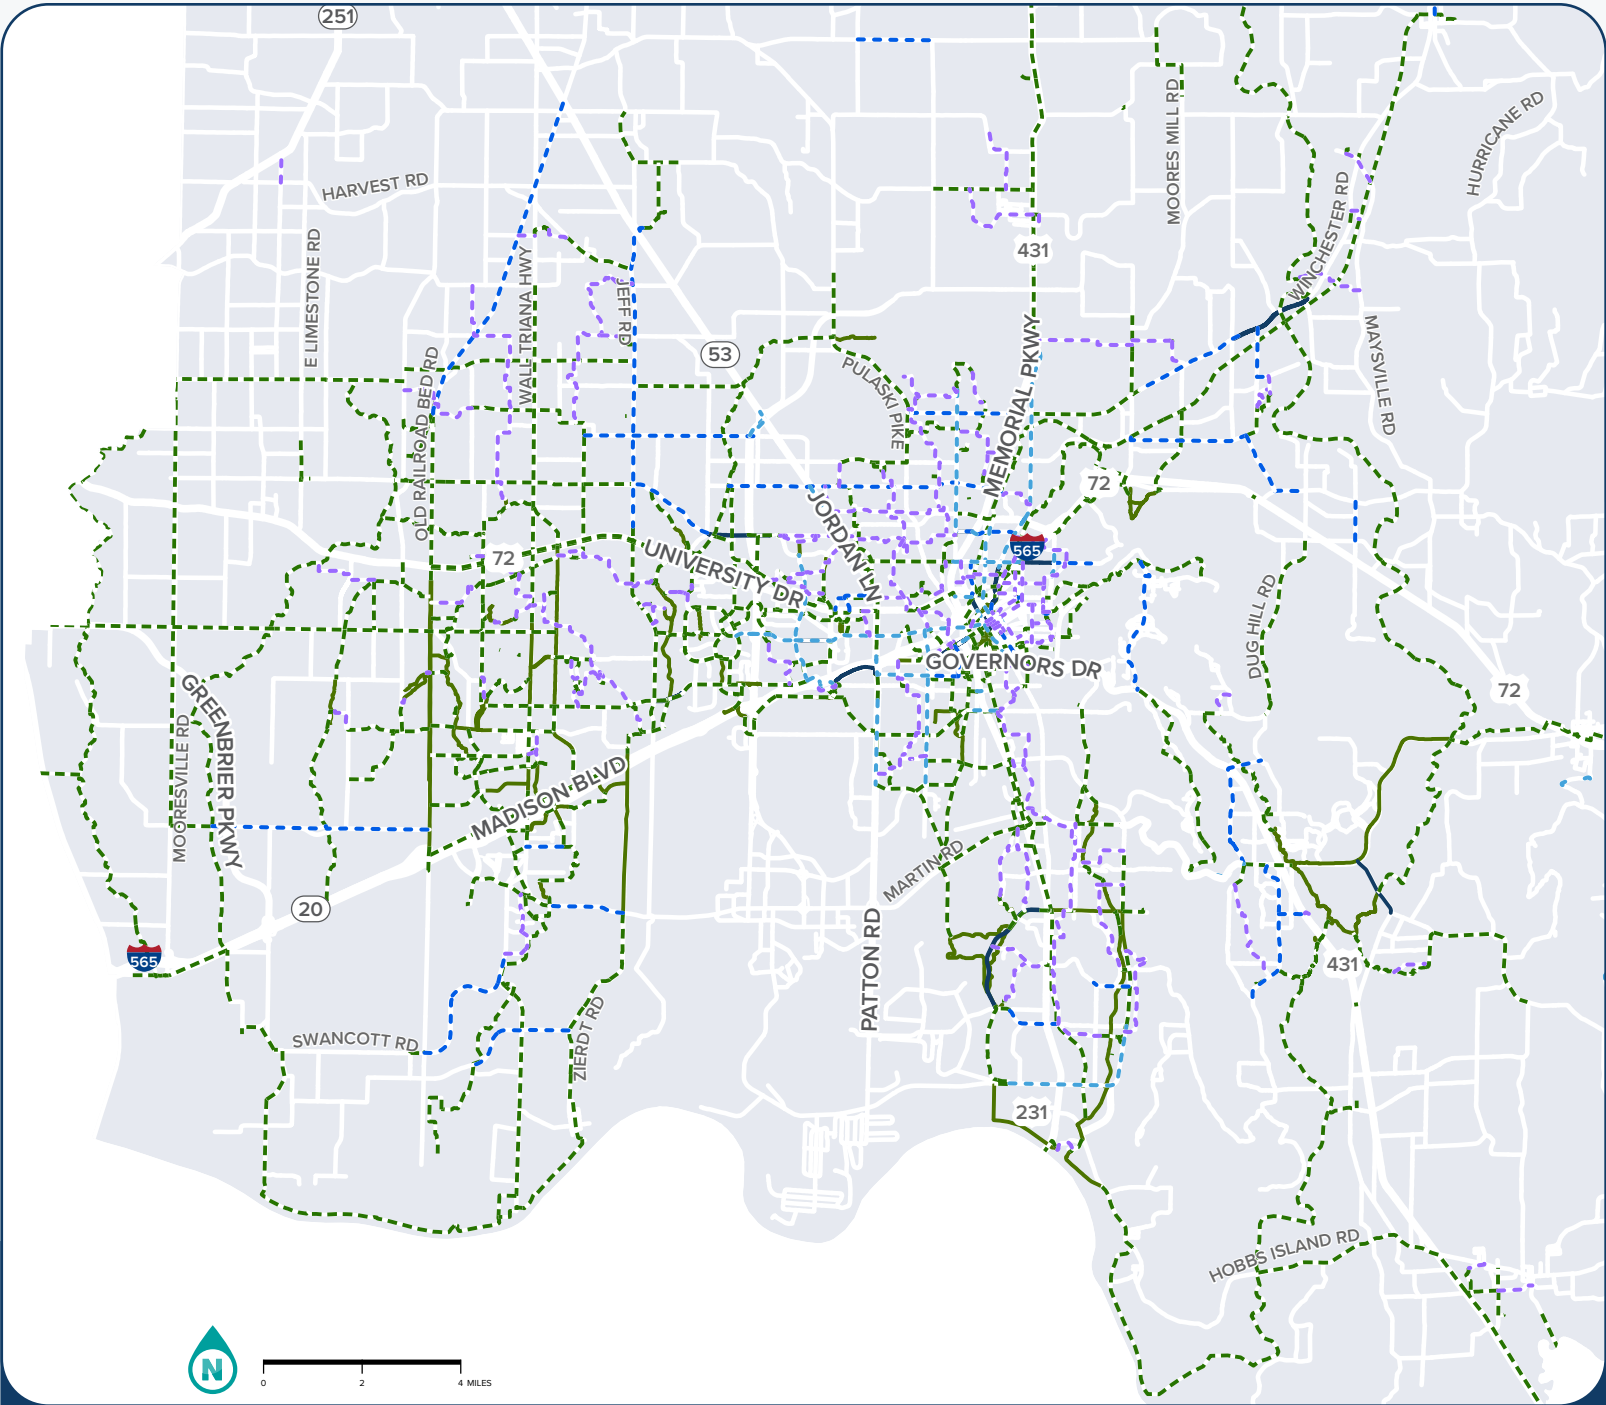 251
HARVEST RD
MOORES MILL RD
HURRICANE RD
E LIMESTONE RD
WALL TRIANA HWY
JEFF RD
431
WINCHESTER RD
53
OLD RAILROAD BED RD
PULASKI PIKE
MEMORIAL PKWY
MAYSVILLE RD
72
JORDAN LN
72
UNIVERSITY DR
565
DUG HILL RD
GOVERNORS DR
72
GREENBRIER PKWY
MOORESVILLE RD
MADISON BLVD
MARTIN RD
20
PATTON RD
565
431
SWANCOTT RD
ZIERDT RD
231
HOBBS ISLAND RD
N
0 2 4 MILES